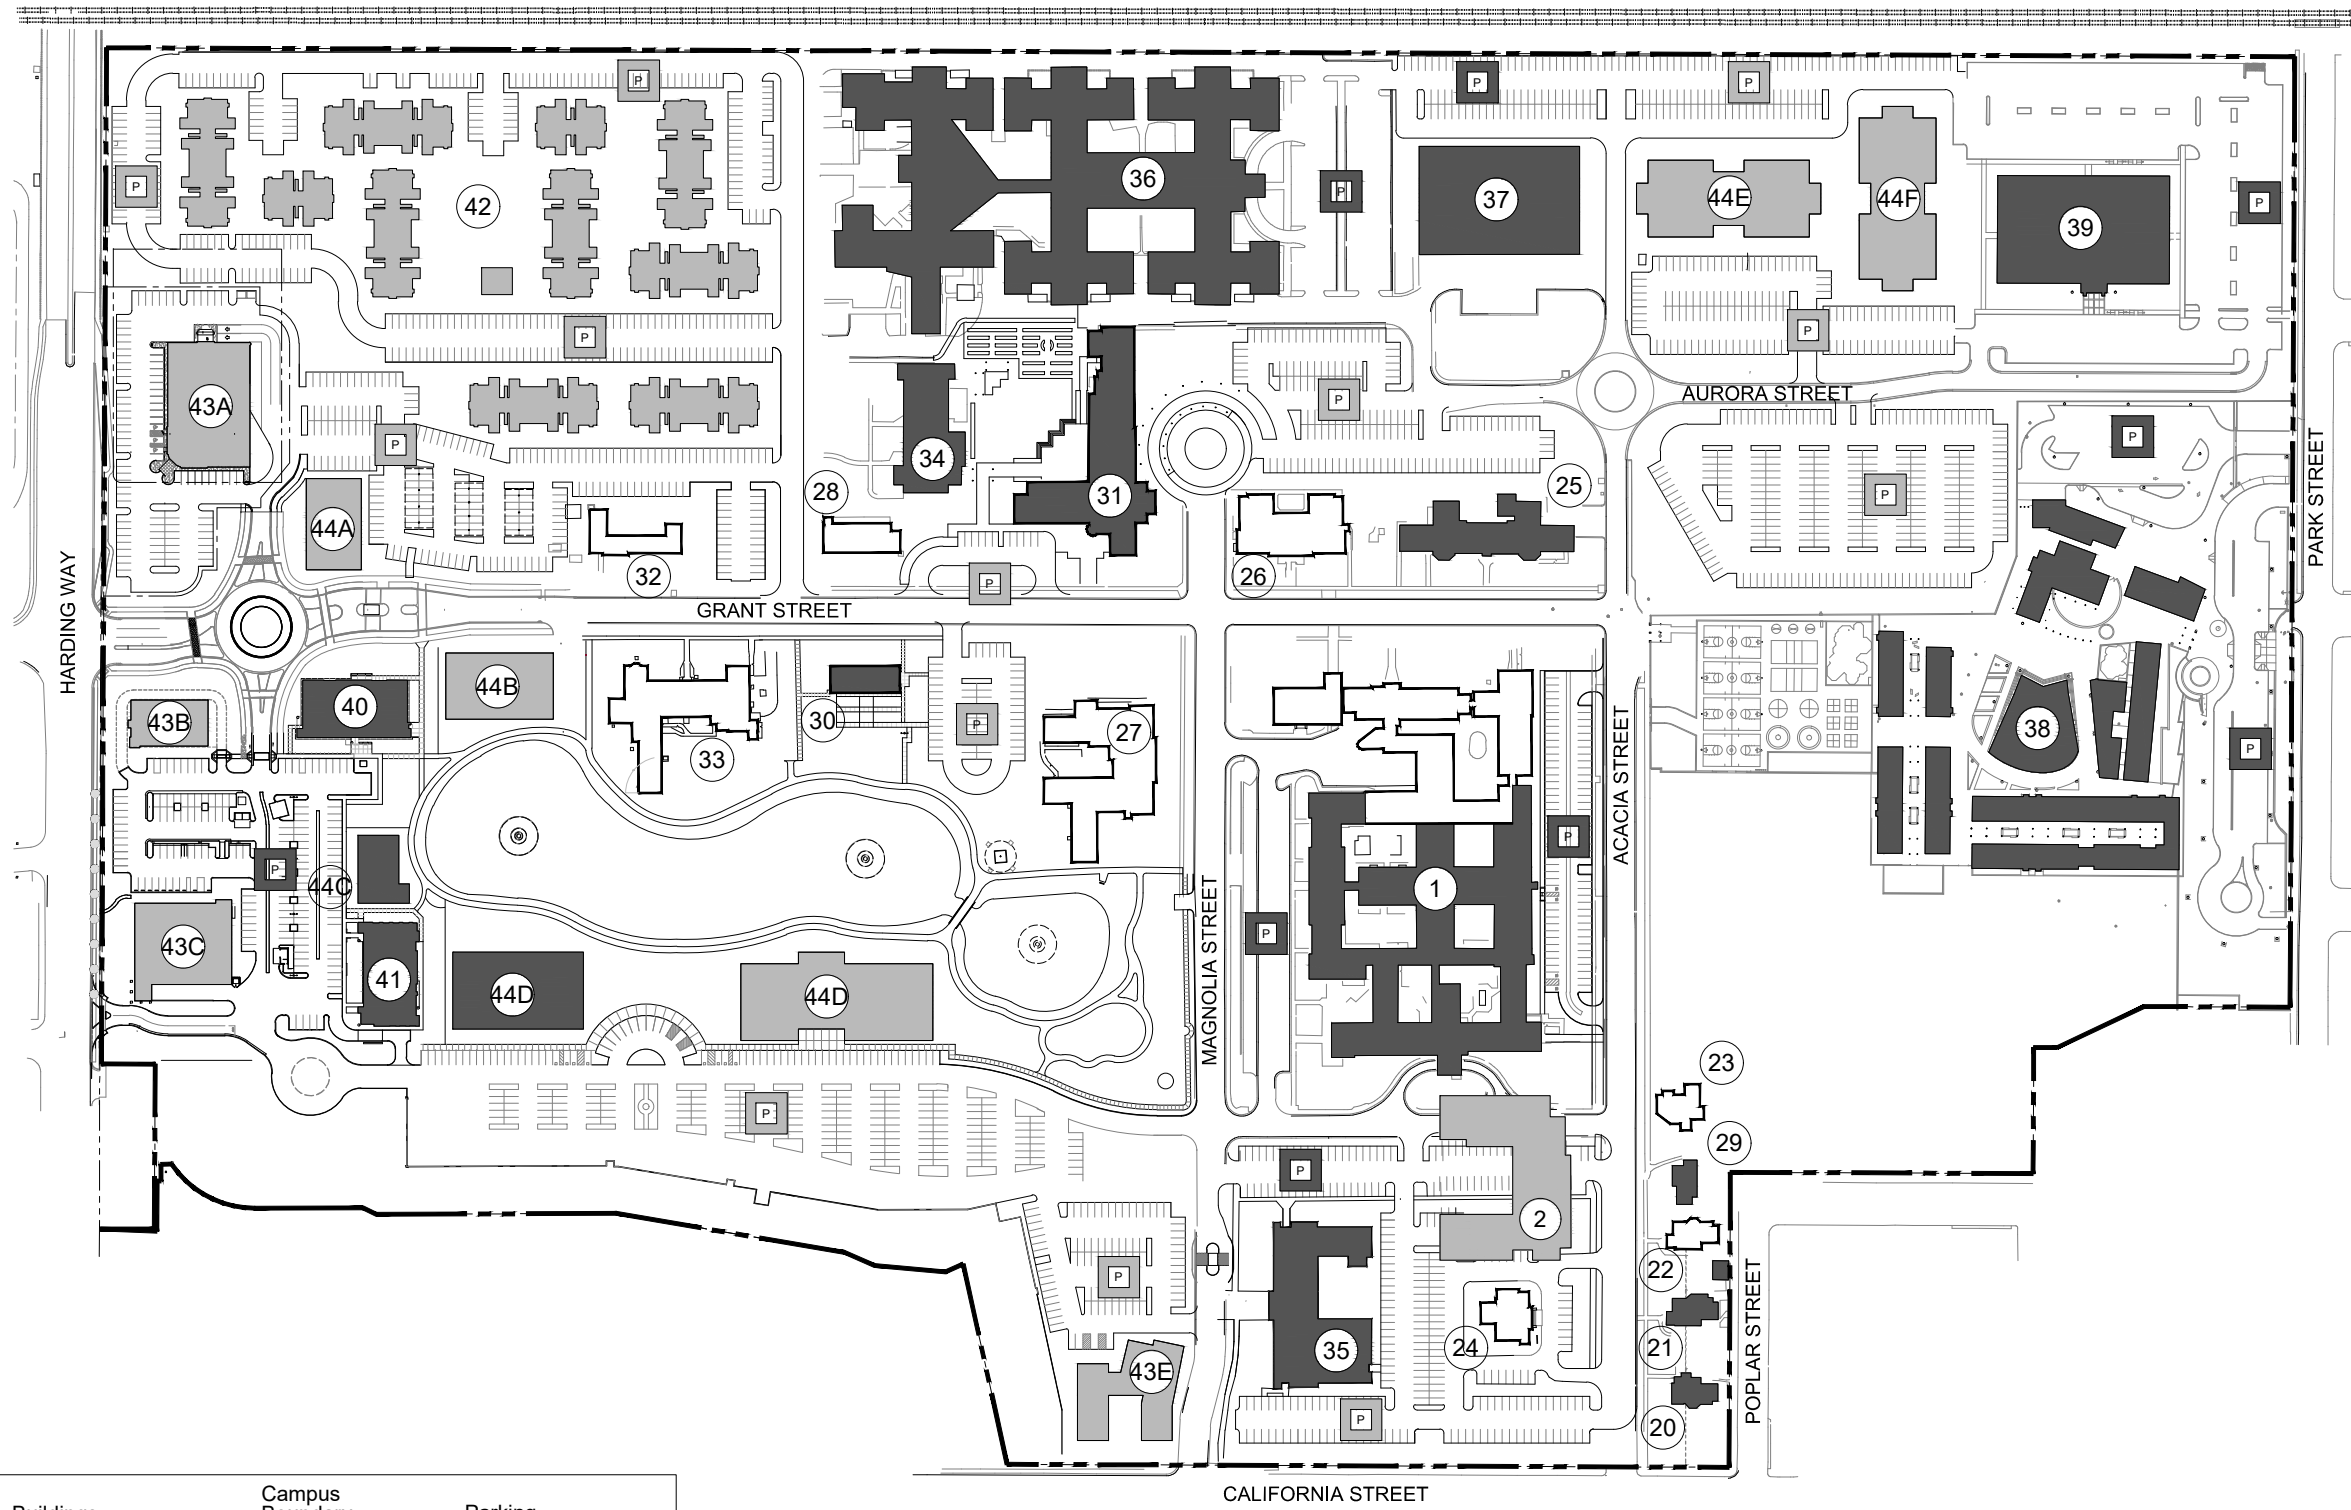 P
P
P
36
P
P
42
37
44E
44F
39
P
P
P
43A
P
AURORA STREET
P
P
P
34
28
31
25
P
44A
32
P
26
PARK STREET
HARDING WAY
GRANT STREET
44B
40
43B
30
33
P
27
38
P
ACACIA STREET
P
44C
P
1
43C
41
44D
44D
P
MAGNOLIA STREET
23
P
29
P
2
22
P
35
24
21
43E
POPLAR STREET
P
20
CALIFORNIA STREET
Campus